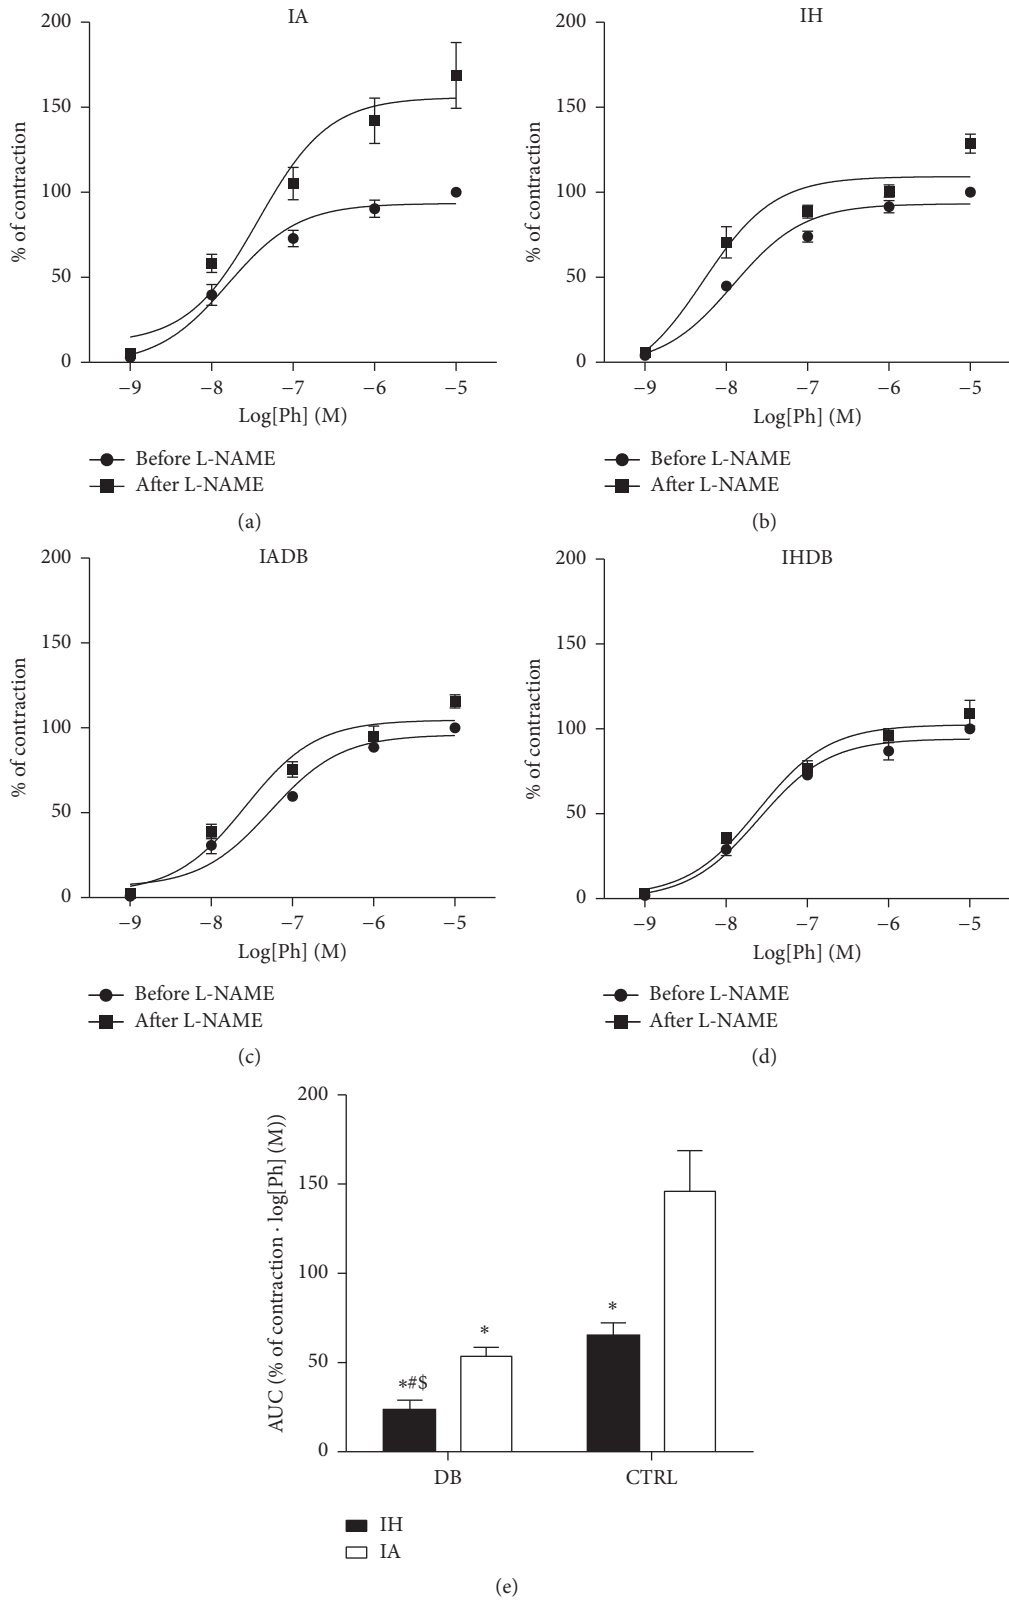 IA
200
150
100
50
0
% of contraction
−9 −8 −7 −6 −5
Log[Ph] (M)
Before L-NAME
After L-NAME
(a)
IH
200
150
100
50
0
% of contraction
−9 −8 −7 −6 −5
Log[Ph] (M)
Before L-NAME
After L-NAME
(b)
IADB
200
150
100
50
0
% of contraction
−9 −8 −7 −6 −5
Log[Ph] (M)
Before L-NAME
After L-NAME
(c)
IHDB
200
150
100
50
0
% of contraction
−9 −8 −7 −6 −5
Log[Ph] (M)
Before L-NAME
After L-NAME
(d)
200
150
100
50
0
AUC (% of contraction · log[Ph] (M))
*#$
*
*
DB CTRL
IH
IA
(e)